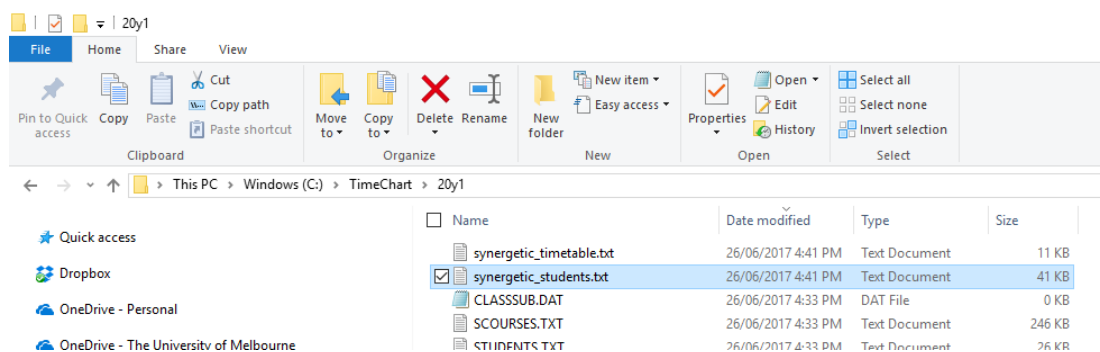 20y1
File Home Share View
Pin to Quick access
Copy
Paste
Cut
Copy path
Paste shortcut
Clipboard
Move to
Copy to
Delete
Rename
Organize
New folder
New item
Easy access
New
Properties
Open
Edit
History
Open
Select all
Select none
Invert selection
Select
This PC > Windows (C:) > TimeChart > 20y1
Name Date modified Type Size
Quick access
Dropbox
OneDrive - Personal
OneDrive - The University of Melbourne
synergetic_timetable.txt 26/06/2017 4:41 PM Text Document 11 KB
synergetic_students.txt 26/06/2017 4:41 PM Text Document 41 KB
CLASSSUB.DAT 26/06/2017 4:33 PM DAT File 0 KB
SCOURSES.TXT 26/06/2017 4:33 PM Text Document 246 KB
STUDENTS.TXT 26/06/2017 4:33 PM Text Document 26 KB